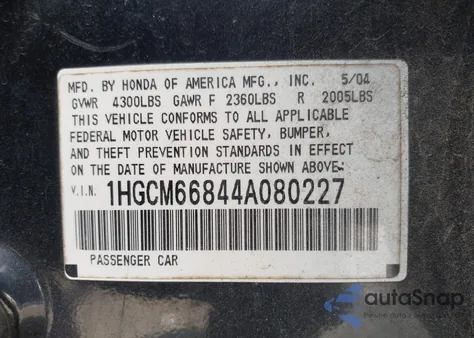 MFD. BY HONDA OF AMERICA MFG., INC. 5/04
GVWR 4300LBS GAWR F 2360LBS R 2005LBS
THIS VEHICLE CONFORMS TO ALL APPLICABLE
FEDERAL MOTOR VEHICLE SAFETY, BUMPER,
AND THEFT PREVENTION STANDARDS IN EFFECT
ON THE DATE OF MANUFACTURE SHOWN ABOVE.
V.I.N. 1HGCM66844A080227
PASSENGER CAR
autaSnap